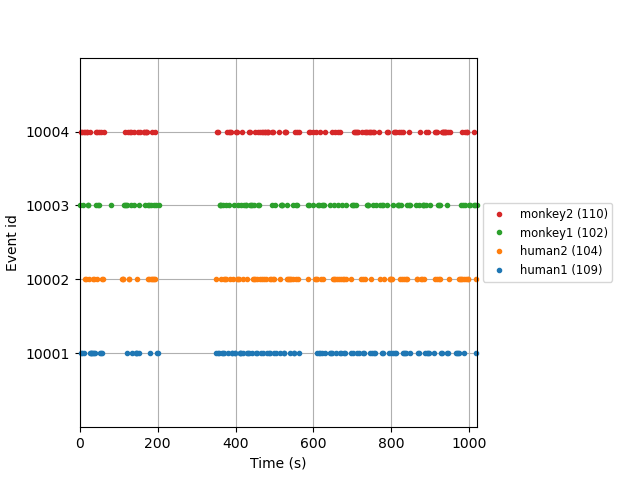 10004
10003
10002
10001
Event id
0 200 400 600 800 1000
Time (s)
monkey2 (110)
monkey1 (102)
human2 (104)
human1 (109)